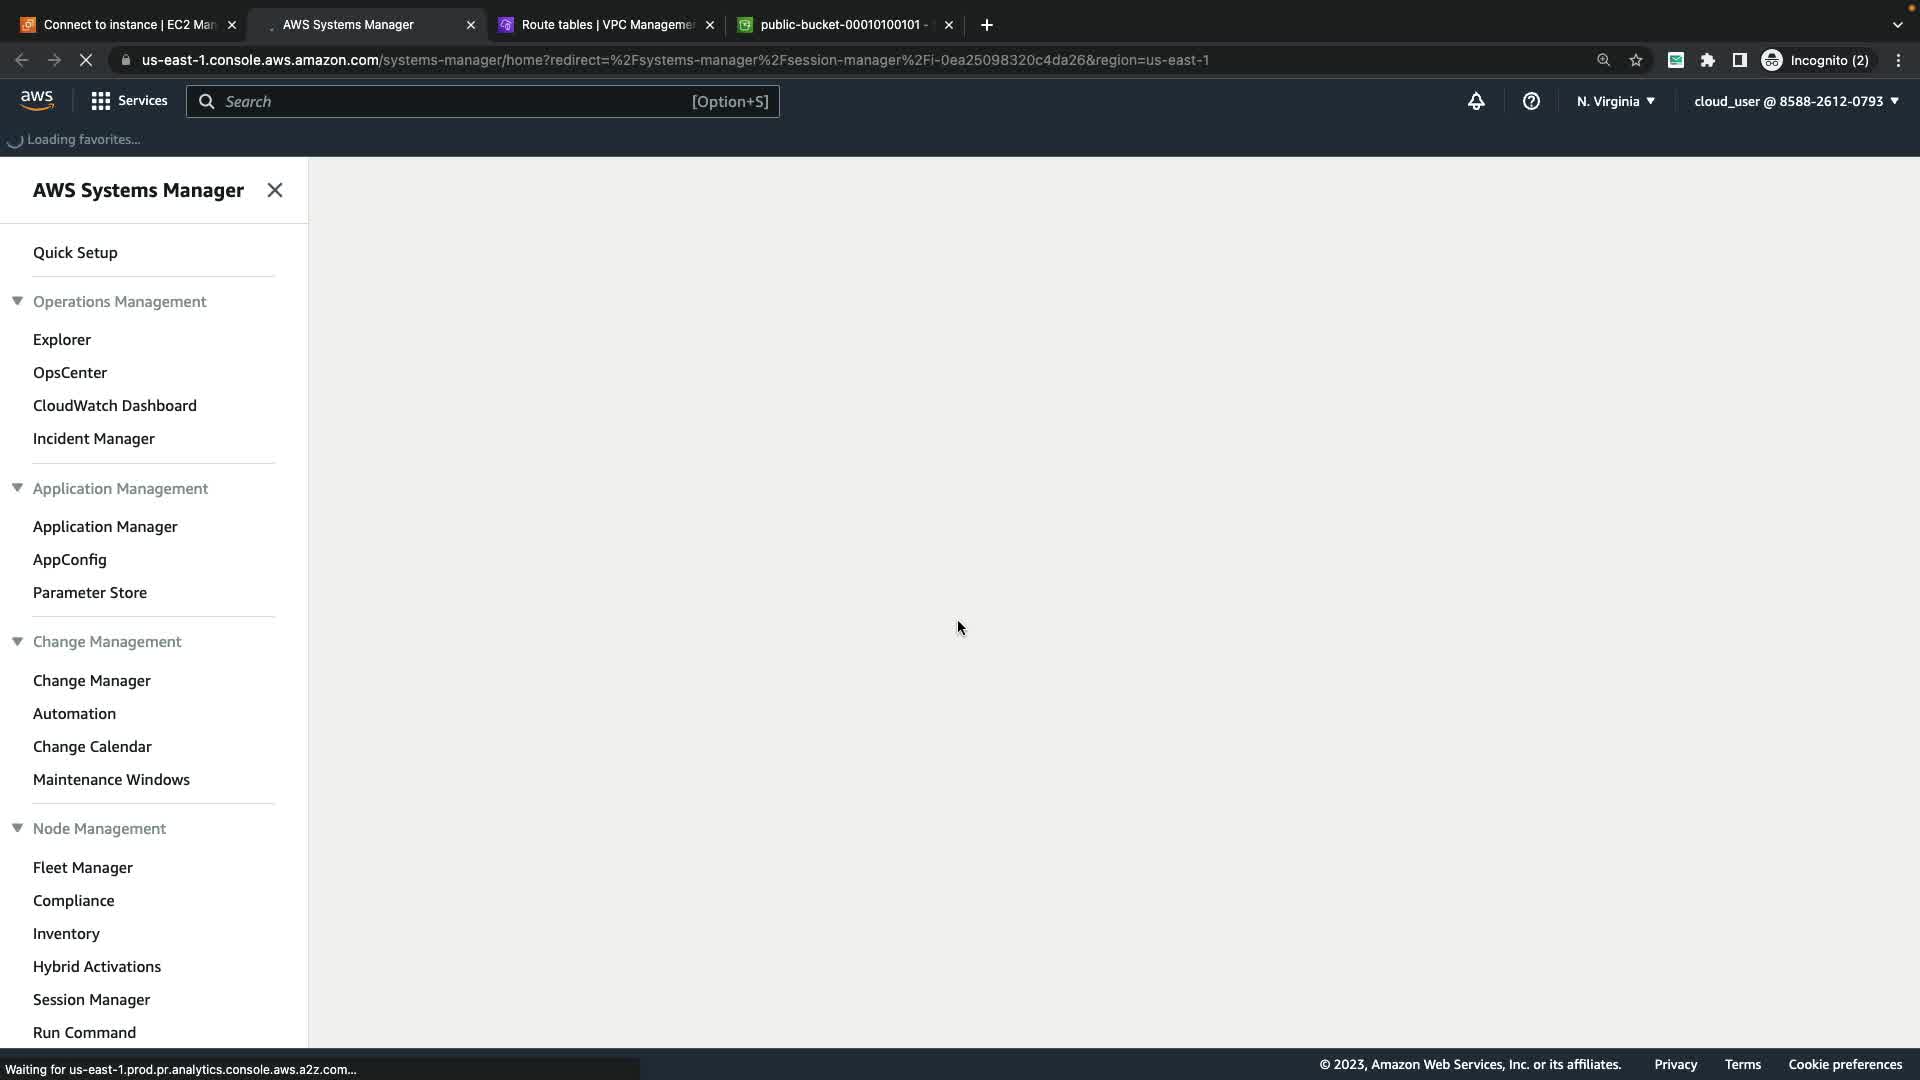 Connect to instance | EC2 Man
AWS Systems Manager
Route tables | VPC Managemen
public-bucket-00010100101 -
us-east-1.console.aws.amazon.com/systems-manager/home?redirect=%2Fsystems-manager%2Fsession-manager%2Fi-0ea25098320c4da26&region=us-east-1
Incognito (2)
aws
Services
Search
[Option+S]
N. Virginia
cloud_user @ 8588-2612-0793
Loading favorites...
AWS Systems Manager
Quick Setup
Operations Management
Explorer
OpsCenter
CloudWatch Dashboard
Incident Manager
Application Management
Application Manager
AppConfig
Parameter Store
Change Management
Change Manager
Automation
Change Calendar
Maintenance Windows
Node Management
Fleet Manager
Compliance
Inventory
Hybrid Activations
Session Manager
Run Command
Waiting for us-east-1.prod.pr.analytics.console.aws.a2z.com...
© 2023, Amazon Web Services, Inc. or its affiliates.
Privacy
Terms
Cookie preferences